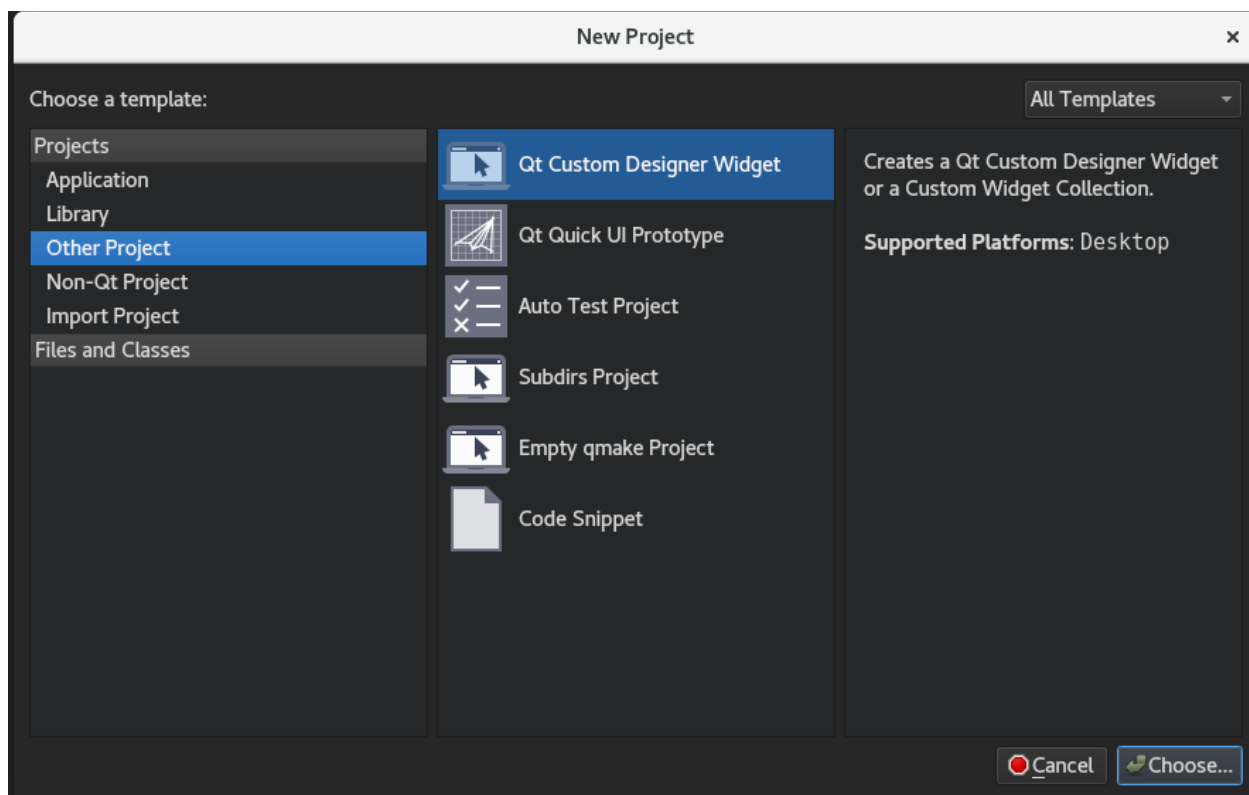 New Project
×
Choose a template:
All Templates
Projects
Application
Library
Other Project
Non-Qt Project
Import Project
Files and Classes
Qt Custom Designer Widget
Qt Quick UI Prototype
Auto Test Project
Subdirs Project
Empty qmake Project
Code Snippet
Creates a Qt Custom Designer Widget
or a Custom Widget Collection.
Supported Platforms: Desktop
Cancel
Choose...